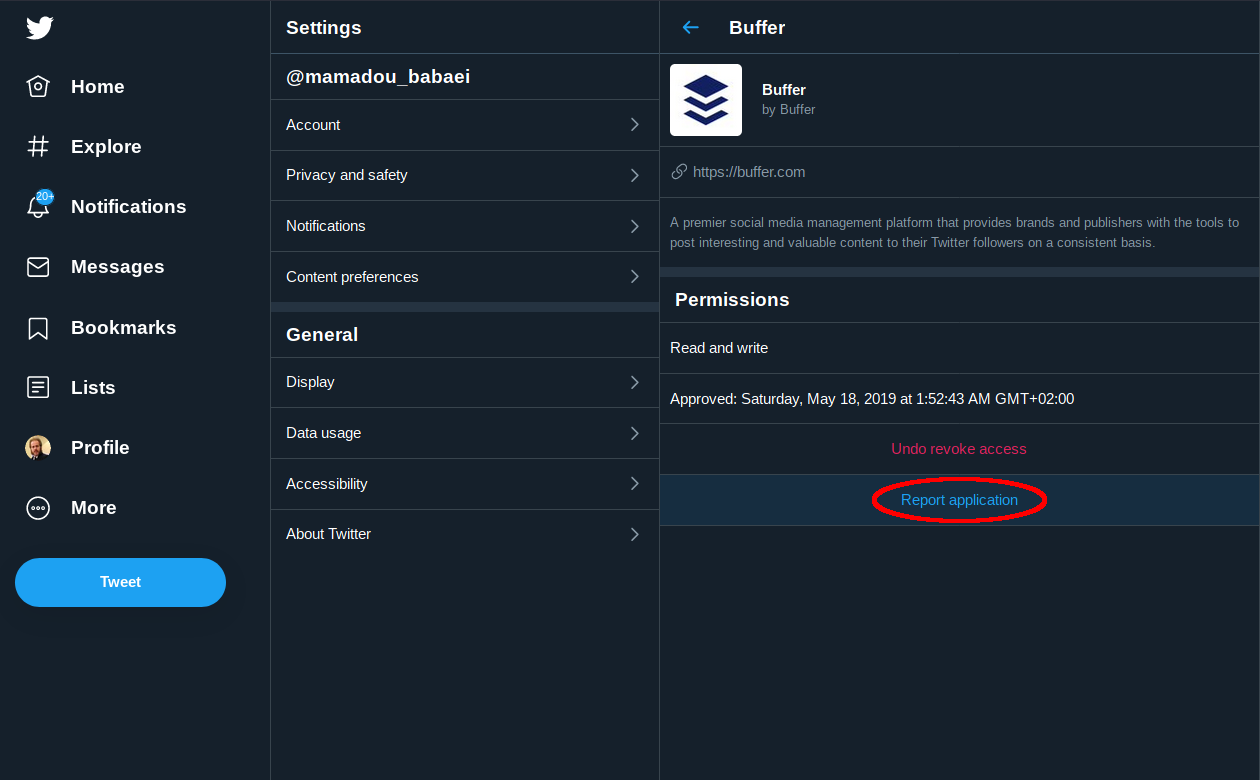 Home
Explore
20+
Notifications
Messages
Bookmarks
Lists
Profile
More
Tweet
Settings
@mamadou_babaei
Account
Privacy and safety
Notifications
Content preferences
General
Display
Data usage
Accessibility
About Twitter
Buffer
Buffer
by Buffer
https://buffer.com
A premier social media management platform that provides brands and publishers with the tools to
post interesting and valuable content to their Twitter followers on a consistent basis.
Permissions
Read and write
Approved: Saturday, May 18, 2019 at 1:52:43 AM GMT+02:00
Undo revoke access
Report application